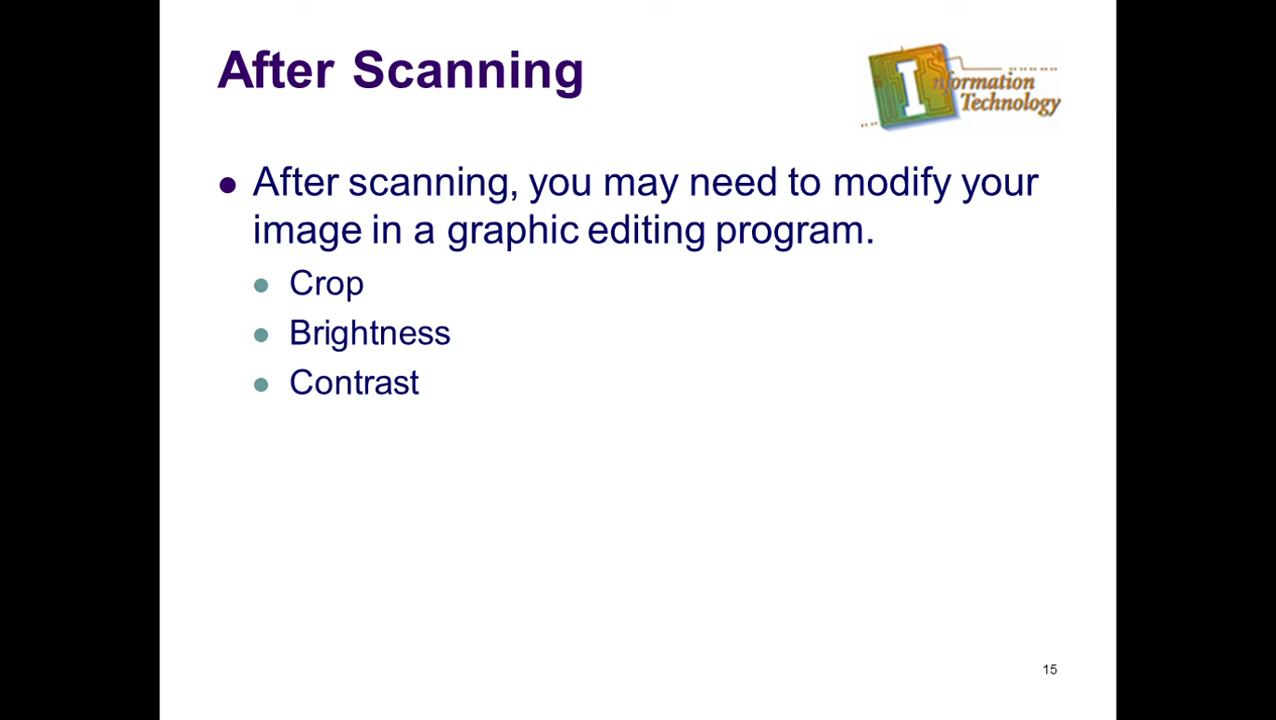 After Scanning
Information
Technology
After scanning, you may need to modify your
image in a graphic editing program.
Crop
Brightness
Contrast
15